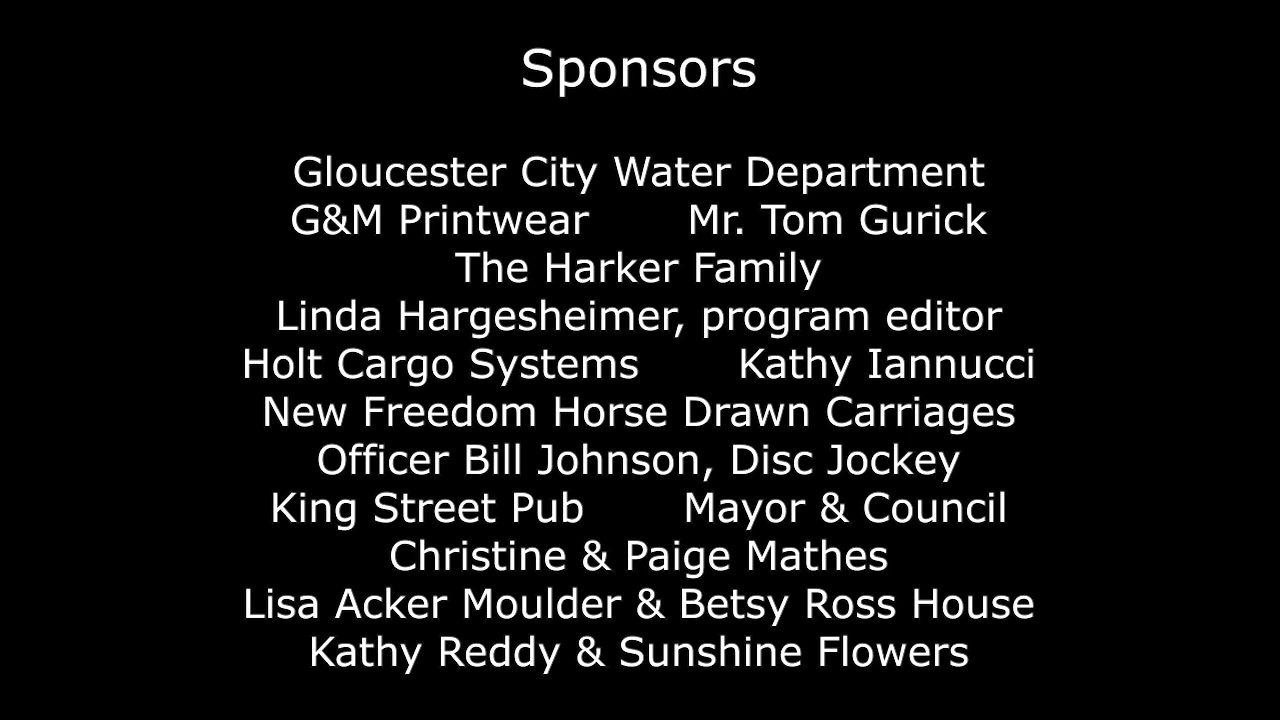 Sponsors
Gloucester City Water Department
G&M Printwear Mr. Tom Gurick
The Harker Family
Linda Hargesheimer, program editor
Holt Cargo Systems Kathy Iannucci
New Freedom Horse Drawn Carriages
Officer Bill Johnson, Disc Jockey
King Street Pub Mayor & Council
Christine & Paige Mathes
Lisa Acker Moulder & Betsy Ross House
Kathy Reddy & Sunshine Flowers